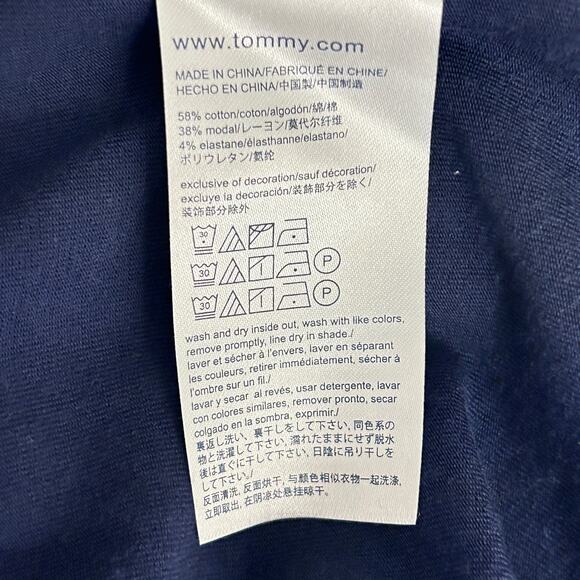 www.tommy.com
MADE IN CHINA/FABRIQUÉ EN CHINE/
HECHO EN CHINA/中国製/中国制造
58% cotton/coton/algodón/綿/棉
38% modal/レーヨン/莫代尔纤维
4% elastane/élasthanne/elastano/
ポリウレタン/氨纶
exclusive of decoration/sauf décoration/
excluye la decoración/装飾部分を除く/
装饰部分除外
30
30 P
30 P
wash and dry inside out, wash with like colors,
remove promptly, line dry in shade./
laver et sécher à l'envers, laver en séparant
les couleurs, retirer immédiatement, sécher à
l'ombre sur un fil./
lavar y secar al revés, usar detergente, lavar
con colores similares, remover pronto, secar
colgado en la sombra, exprimir./
裏返し洗い、裏干しをして下さい, 同色系の
物と洗濯して下さい, 濡れたままにせず脱水
後は直ぐに干して下さい, 日陰に吊り干しを
して下さい。/
反面清洗, 反面烘干, 与颜色相似衣物一起洗涤,
立即取出, 在阴凉处悬挂晾干。